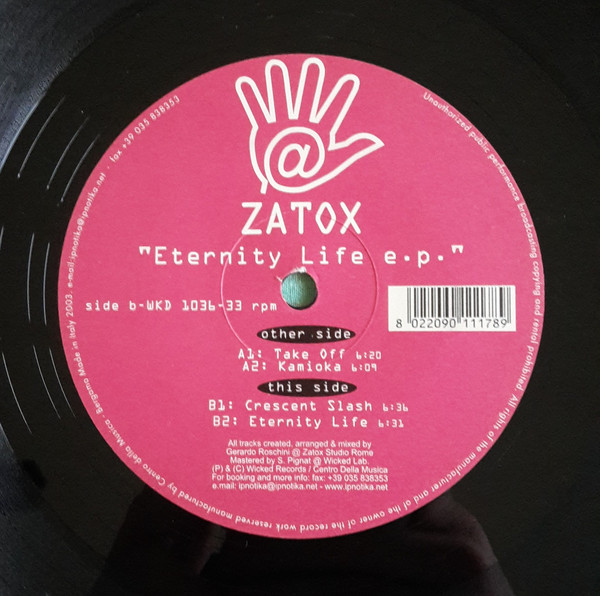 @
ZATOX
"Eternity Life e.p."
side b-WKD 1036-33 rpm
8 022090 111789
other side
A1: Take Off 6:20
A2: Kamioka 6:09
this side
B1: Crescent Slash 6:36
B2: Eternity Life 6:31
All tracks created, arranged & mixed by
Gerardo Roschini @ Zatox Studio Rome
Mastered by S. Pignat @ Wicked Lab.
(P) & (C) Wicked Records / Centro Della Musica
For booking and more info: fax: +39 035 838353
e.mail: ipnotika@ipnotika.net - www.ipnotika.net
Unauthorized public performance broadcasting copying and rental prohibited. All rights of the manufacturer and of the owner of the record work reserved manufactured by Centro della Musica - Bergamo Made in Italy 2003. e-mail:ipnotika@ipnotika.net - fax +39 035 838353